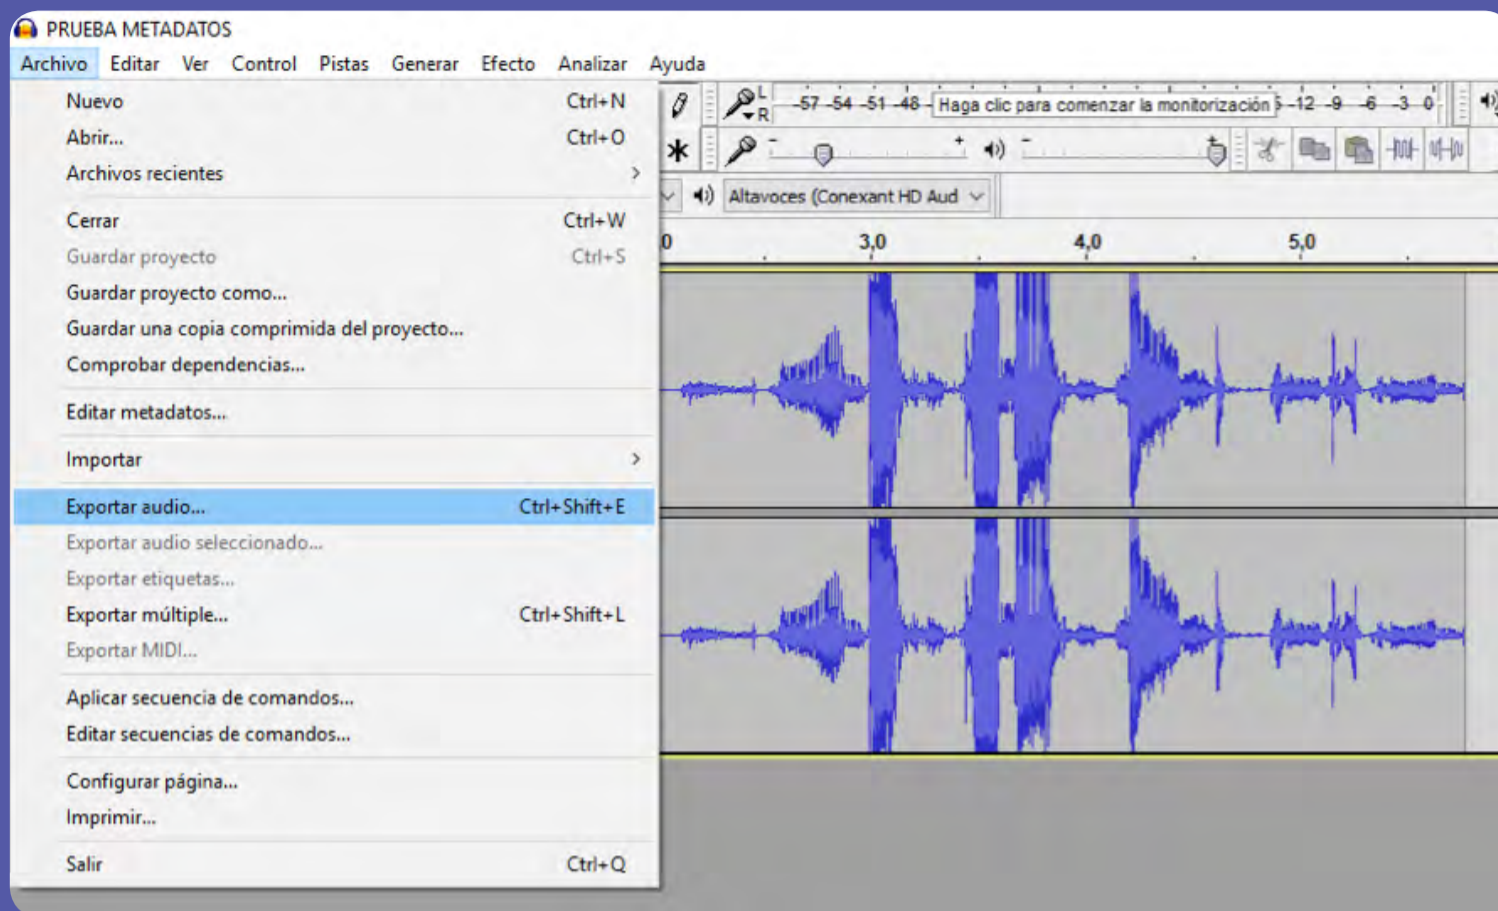 PRUEBA METADATOS
Archivo Editar Ver Control Pistas Generar Efecto Analizar Ayuda
Nuevo Ctrl+N
Abrir... Ctrl+O
Archivos recientes >
Cerrar Ctrl+W
Guardar proyecto Ctrl+S
Guardar proyecto como...
Guardar una copia comprimida del proyecto...
Comprobar dependencias...
Editar metadatos...
Importar >
Exportar audio... Ctrl+Shift+E
Exportar audio seleccionado...
Exportar etiquetas...
Exportar múltiple... Ctrl+Shift+L
Exportar MIDI...
Aplicar secuencia de comandos...
Editar secuencias de comandos...
Configurar página...
Imprimir...
Salir Ctrl+Q
L
R
-57 -54 -51 -48 Haga clic para comenzar la monitorización -12 -9 -6 -3 0
- + - +
Altavoces (Conexant HD Aud
3,0 4,0 5,0